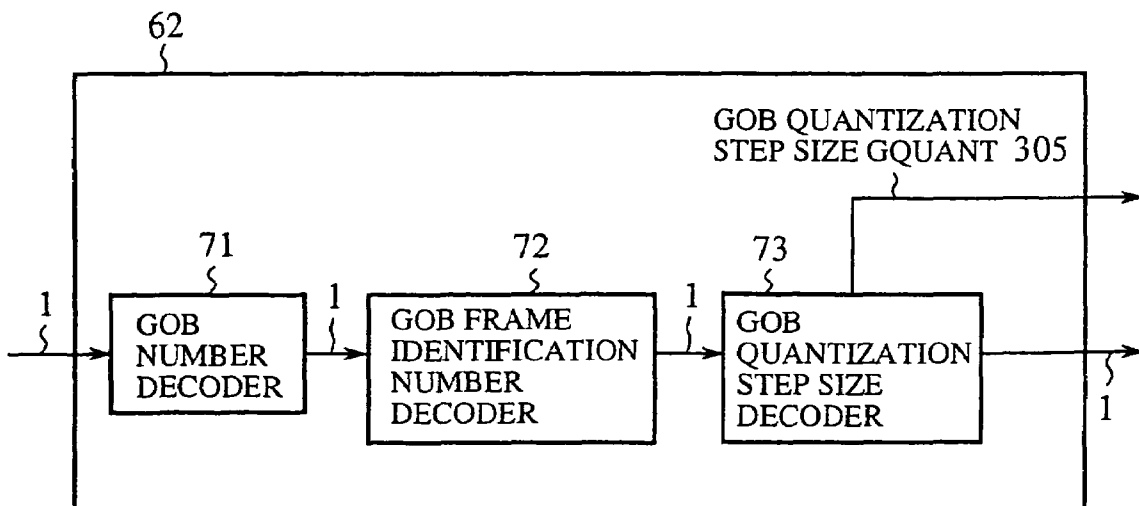 62
GOB QUANTIZATION
STEP SIZE GQUANT 305
71
72
73
1
1
1
GOB
NUMBER
DECODER
GOB FRAME
IDENTIFICATION
NUMBER
DECODER
GOB
QUANTIZATION
STEP SIZE
DECODER
1